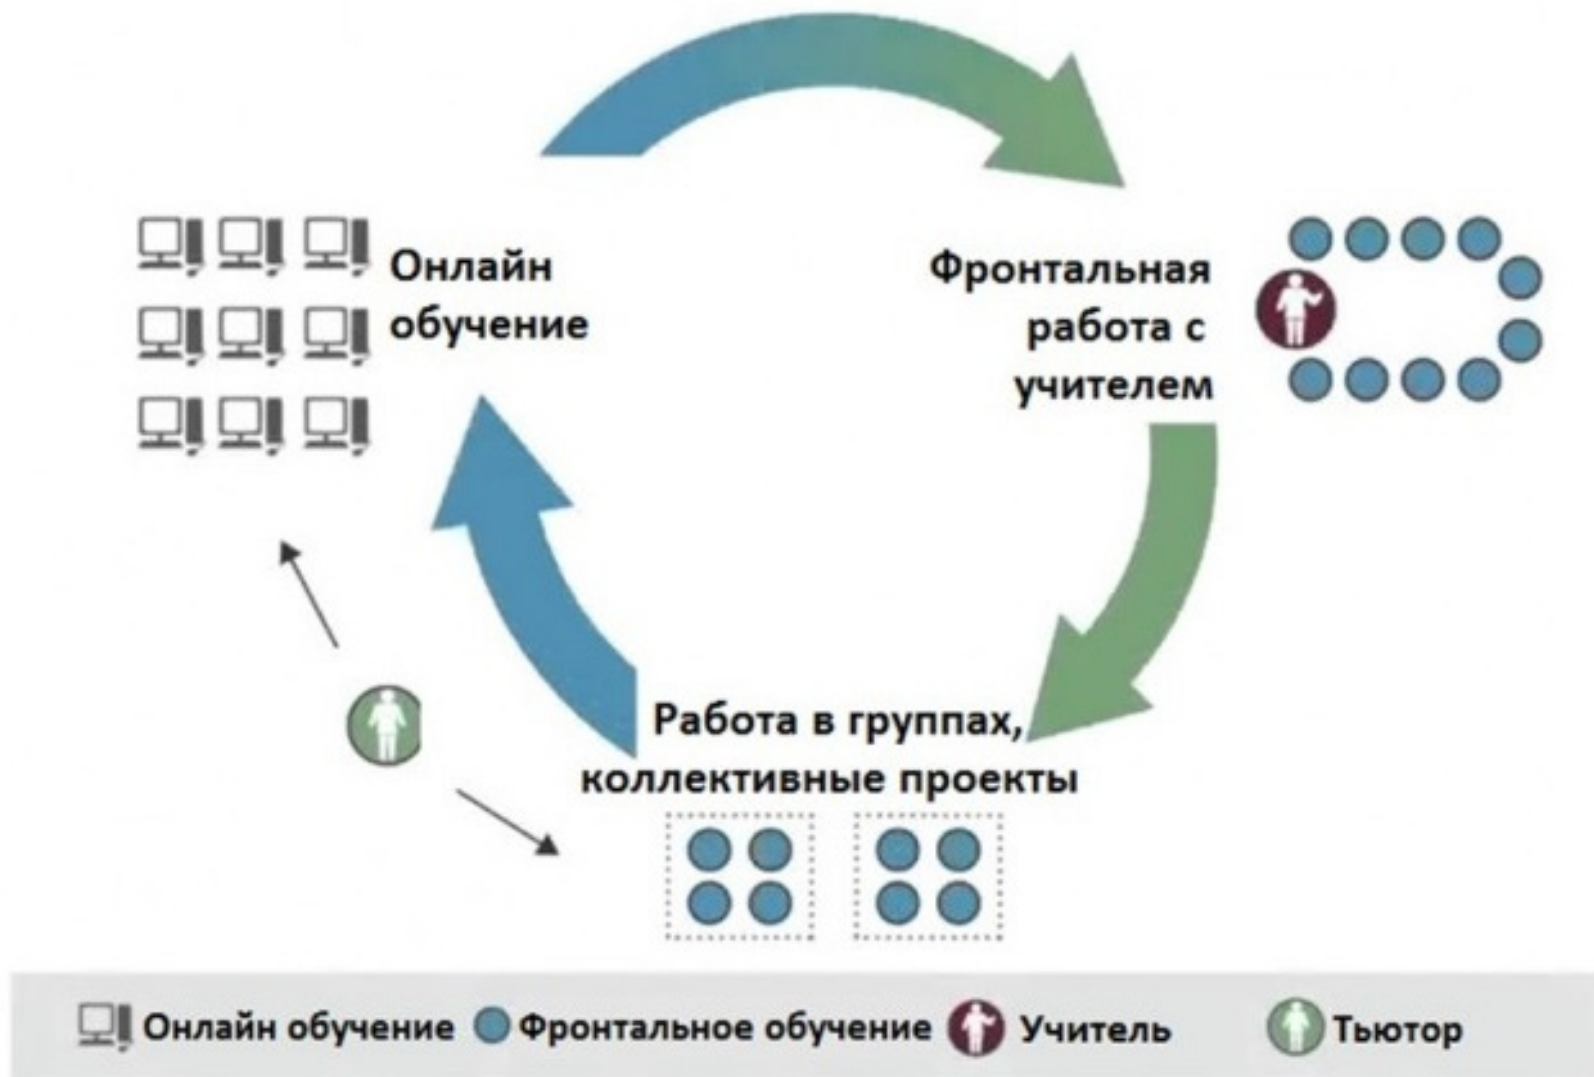 Онлайн
обучение
Фронтальная
работа с
учителем
Работа в группах,
коллективные проекты
Онлайн обучение
Фронтальное обучение
Учитель
Тьютор